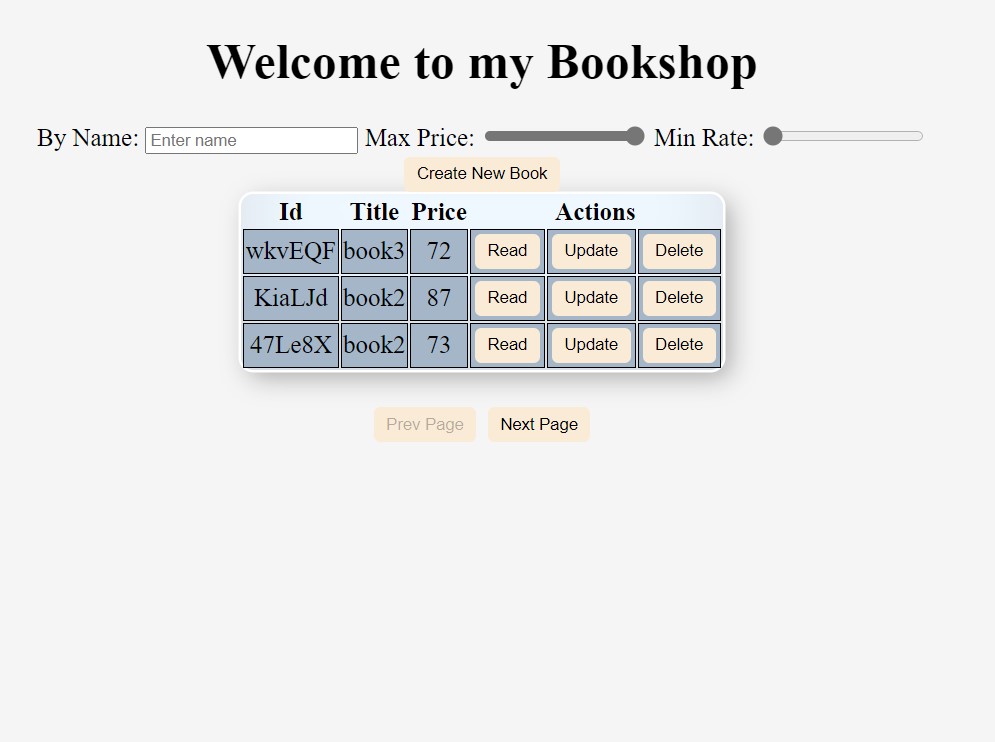 Welcome to my Bookshop
By Name: Enter name Max Price: Min Rate:
Create New Book
Id Title Price Actions
wkvEQF book3 72 Read Update Delete
KiaLJd book2 87 Read Update Delete
47Le8X book2 73 Read Update Delete
Prev Page Next Page